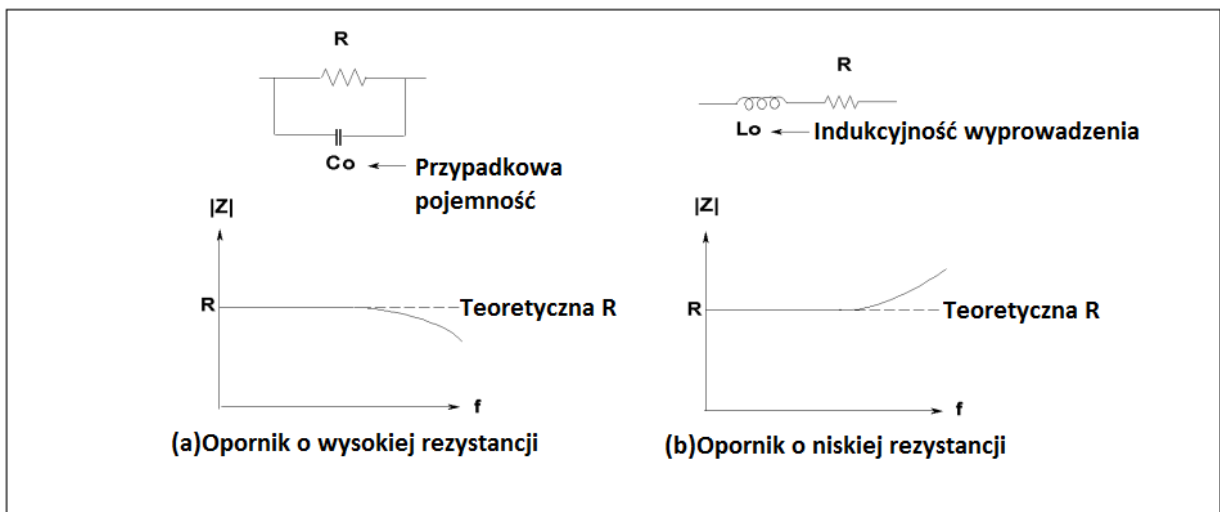 R
Co
Przypadkowa
pojemność
|Z|
R
Teoretyczna R
f
(a)Opornik o wysokiej rezystancji
R
Lo
Indukcyjność wyprowadzenia
|Z|
R
Teoretyczna R
f
(b)Opornik o niskiej rezystancji